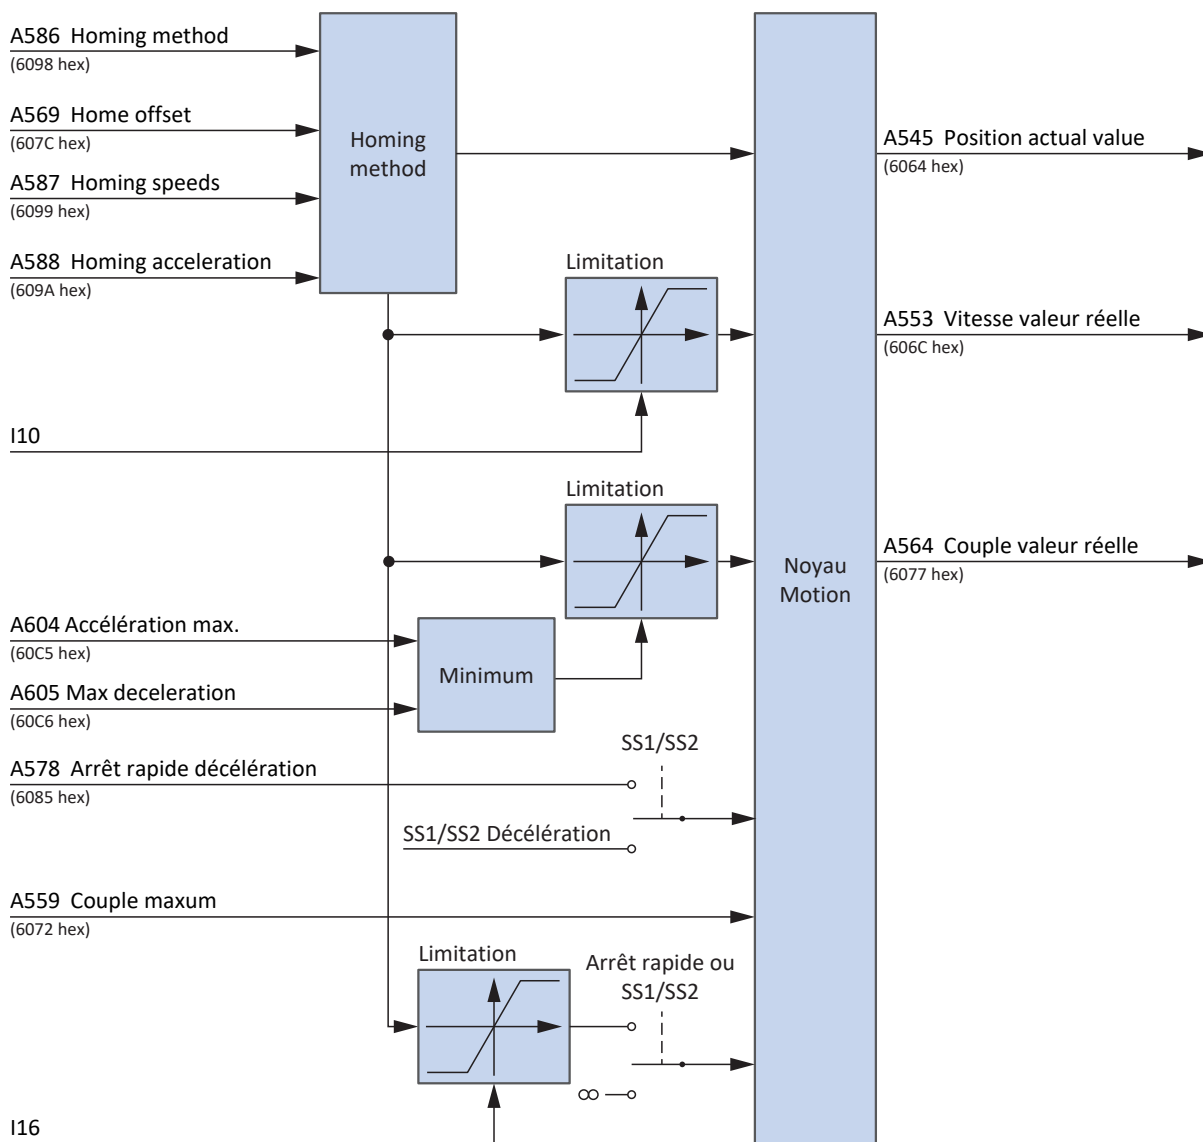 A586 Homing method
(6098 hex)
A569 Home offset
(607C hex)
A587 Homing speeds
(6099 hex)
A588 Homing acceleration
(609A hex)
Homing
method
A545 Position actual value
(6064 hex)
Limitation
A553 Vitesse valeur réelle
(606C hex)
I10
Limitation
A564 Couple valeur réelle
(6077 hex)
Noyau
Motion
A604 Accélération max.
(60C5 hex)
Minimum
A605 Max deceleration
(60C6 hex)
SS1/SS2
A578 Arrêt rapide décélération
(6085 hex)
SS1/SS2 Décélération
A559 Couple maxum
(6072 hex)
Limitation
Arrêt rapide ou
SS1/SS2
∞
I16